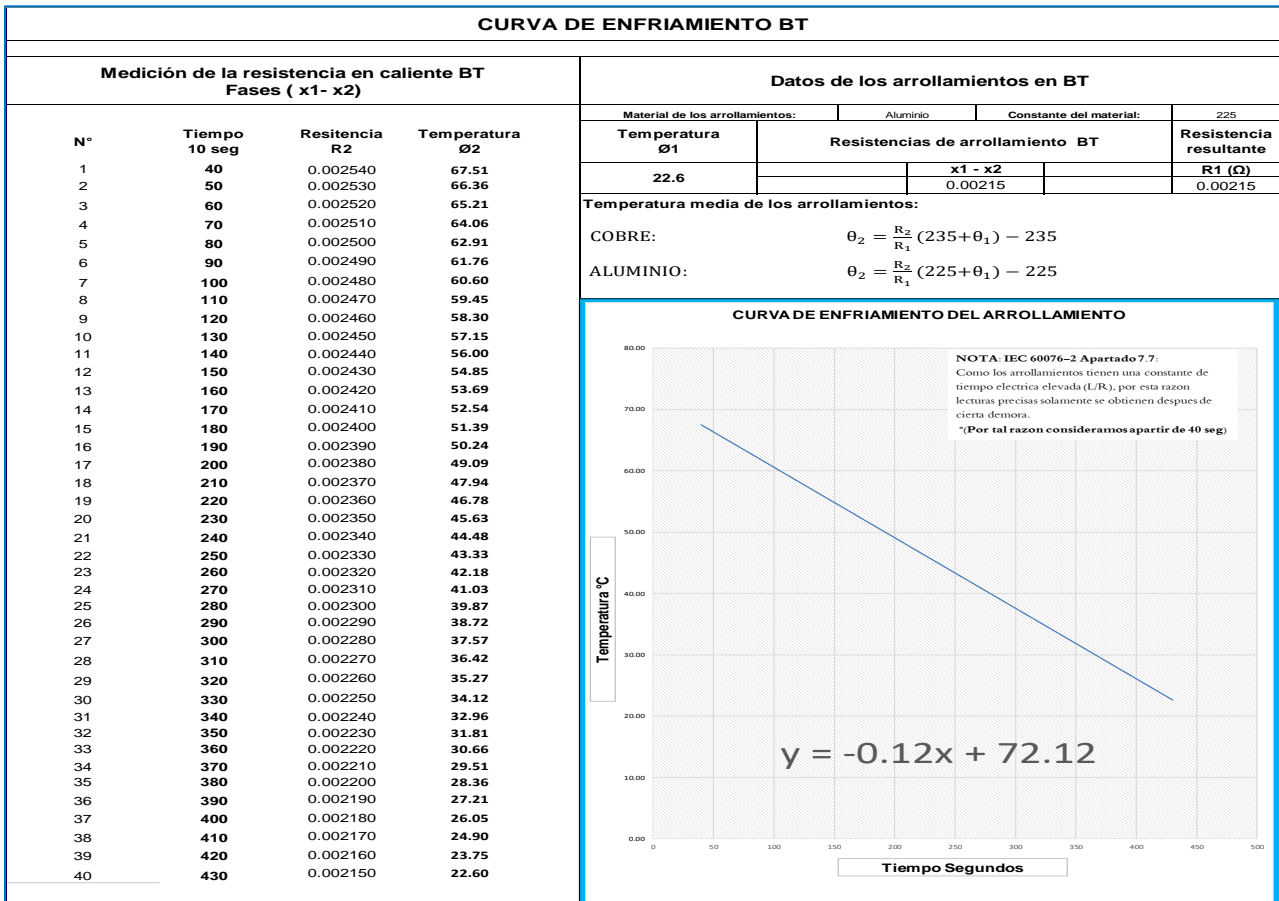 CURVA DE ENFRIAMIENTO BT
Medición de la resistencia en caliente BT
Fases ( x1- x2)
N° Tiempo 10 seg Resitencia R2 Temperatura Ø2
1 40 0.002540 67.51
2 50 0.002530 66.36
3 60 0.002520 65.21
4 70 0.002510 64.06
5 80 0.002500 62.91
6 90 0.002490 61.76
7 100 0.002480 60.60
8 110 0.002470 59.45
9 120 0.002460 58.30
10 130 0.002450 57.15
11 140 0.002440 56.00
12 150 0.002430 54.85
13 160 0.002420 53.69
14 170 0.002410 52.54
15 180 0.002400 51.39
16 190 0.002390 50.24
17 200 0.002380 49.09
18 210 0.002370 47.94
19 220 0.002360 46.78
20 230 0.002350 45.63
21 240 0.002340 44.48
22 250 0.002330 43.33
23 260 0.002320 42.18
24 270 0.002310 41.03
25 280 0.002300 39.87
26 290 0.002290 38.72
27 300 0.002280 37.57
28 310 0.002270 36.42
29 320 0.002260 35.27
30 330 0.002250 34.12
31 340 0.002240 32.96
32 350 0.002230 31.81
33 360 0.002220 30.66
34 370 0.002210 29.51
35 380 0.002200 28.36
36 390 0.002190 27.21
37 400 0.002180 26.05
38 410 0.002170 24.90
39 420 0.002160 23.75
40 430 0.002150 22.60
Datos de los arrollamientos en BT
Material de los arrollamientos: Aluminio Constante del material: 225
Temperatura Ø1 Resistencias de arrollamiento BT Resistencia resultante
22.6 x1 - x2 R1 (Ω)
0.00215 0.00215
Temperatura media de los arrollamientos:
COBRE: θ₂ = R₂/R₁ (235+θ₁) − 235
ALUMINIO: θ₂ = R₂/R₁ (225+θ₁) − 225
CURVA DE ENFRIAMIENTO DEL ARROLLAMIENTO
NOTA: IEC 60076–2 Apartado 7.7:
Como los arrollamientos tienen una constante de
tiempo electrica elevada (L/R), por esta razon
lecturas precisas solamente se obtienen despues de
cierta demora.
*(Por tal razon consideramos apartir de 40 seg)
80.00
70.00
60.00
50.00
40.00
30.00
20.00
10.00
0.00
Temperatura ºC
y = -0.12x + 72.12
0 50 100 150 200 250 300 350 400 450 500
Tiempo Segundos